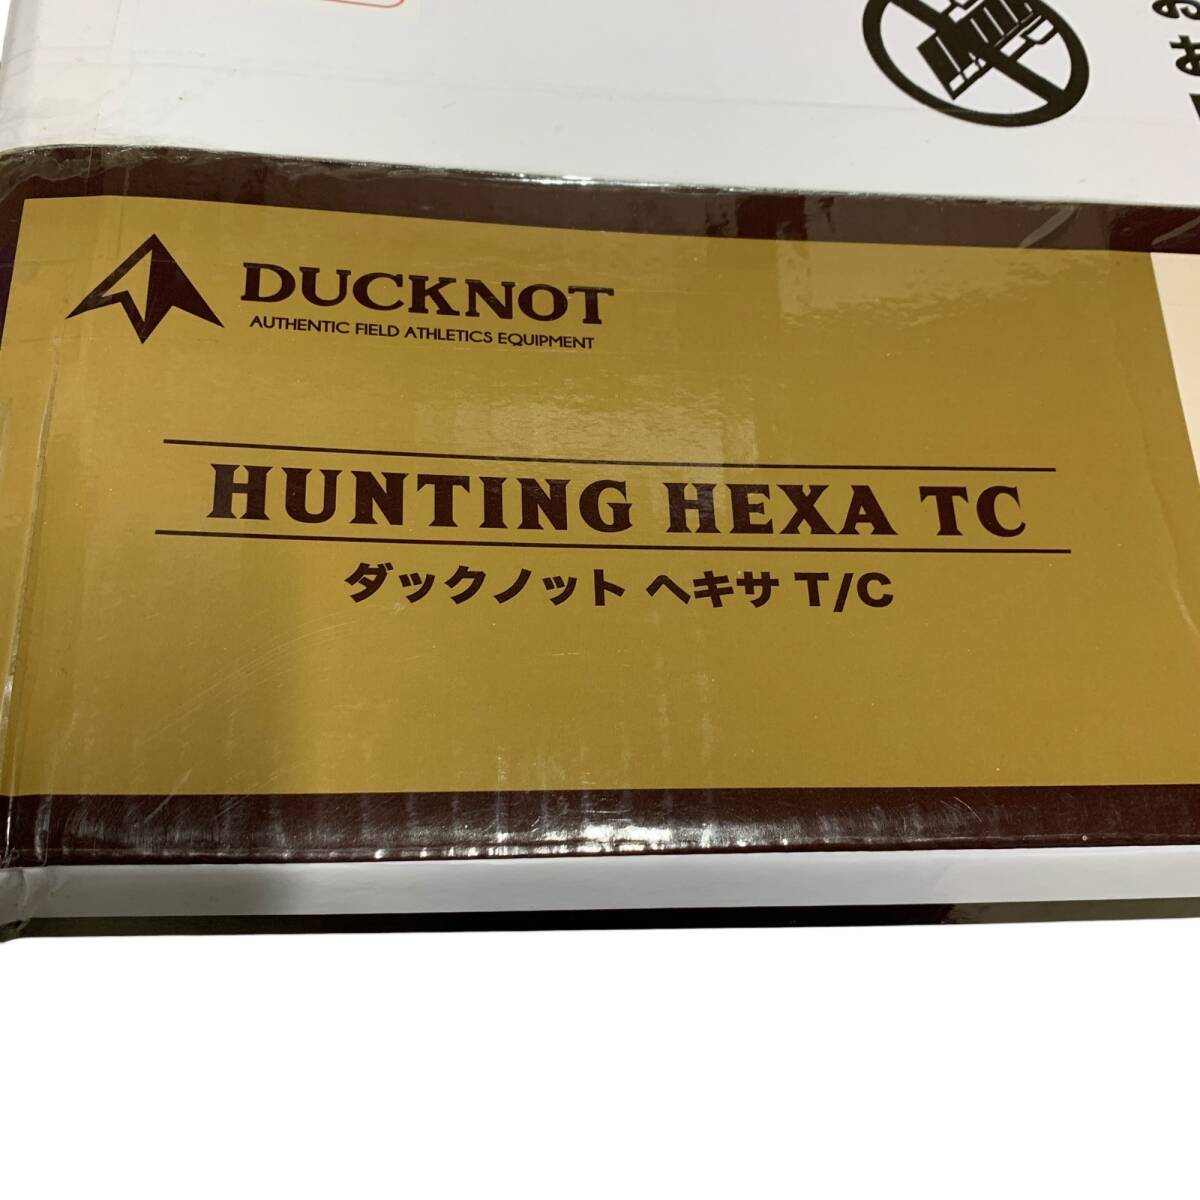 DUCKNOT
AUTHENTIC FIELD ATHLETICS EQUIPMENT
HUNTING HEXA TC
ダックノット ヘキサ T/C